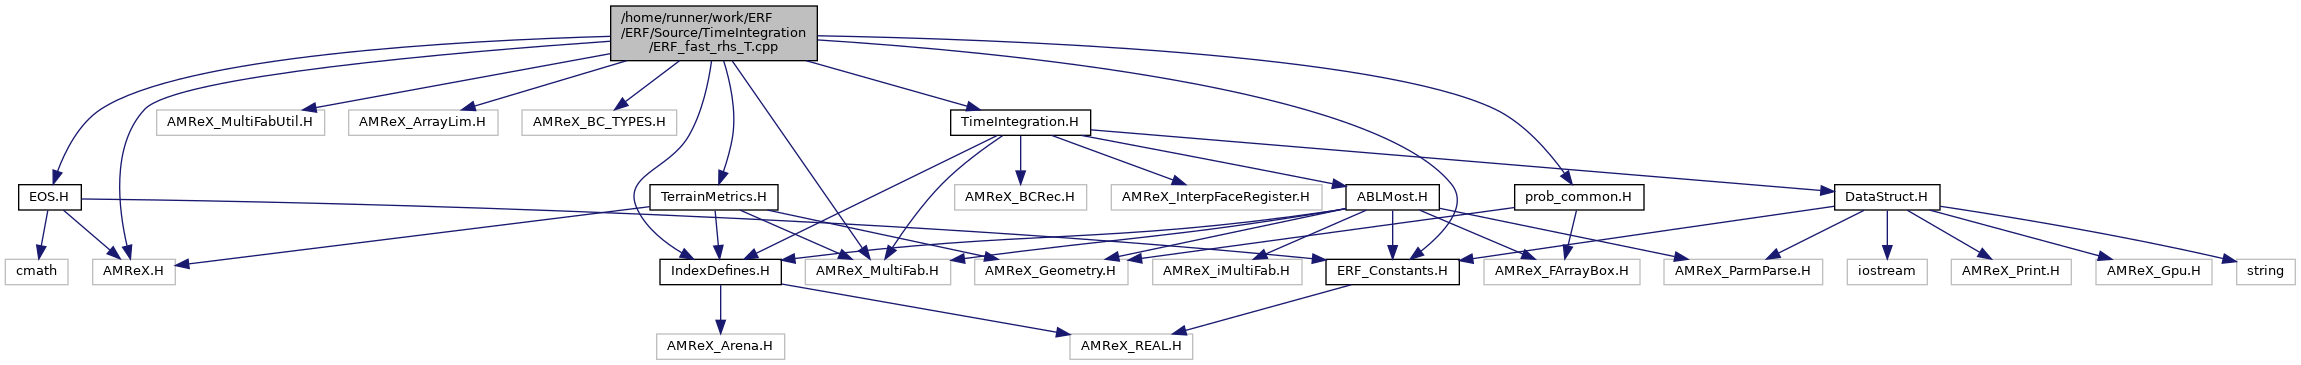 /home/runner/work/ERF
/ERF/Source/TimeIntegration
/ERF_fast_rhs_T.cpp
AMReX_MultiFabUtil.H
AMReX_ArrayLim.H
AMReX_BC_TYPES.H
TimeIntegration.H
EOS.H
TerrainMetrics.H
AMReX_BCRec.H
AMReX_InterpFaceRegister.H
ABLMost.H
prob_common.H
DataStruct.H
cmath
AMReX.H
IndexDefines.H
AMReX_MultiFab.H
AMReX_Geometry.H
AMReX_iMultiFab.H
ERF_Constants.H
AMReX_FArrayBox.H
AMReX_ParmParse.H
iostream
AMReX_Print.H
AMReX_Gpu.H
string
AMReX_Arena.H
AMReX_REAL.H